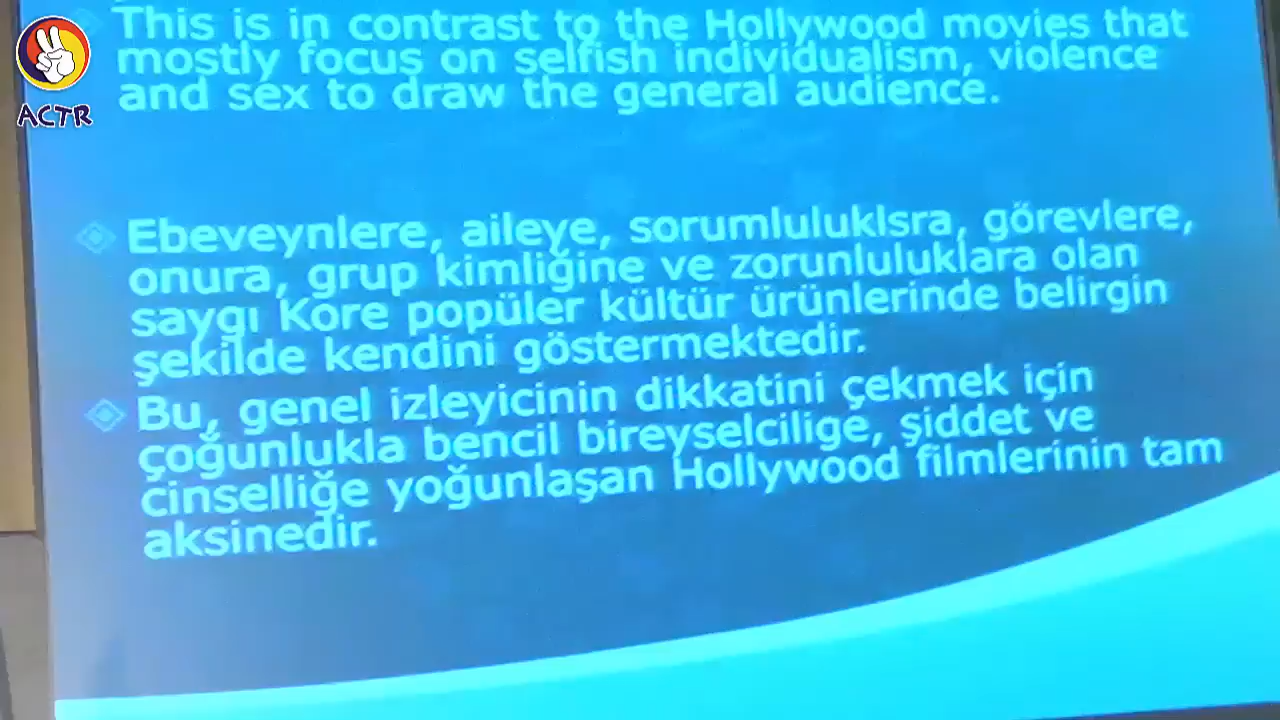 ACTR
This is in contrast to the Hollywood movies that
mostly focus on selfish individualism, violence
and sex to draw the general audience.
Ebeveynlere, aileye, sorumluluklsra, görevlere,
onura, grup kimliğine ve zorunluluklara olan
saygı Kore popüler kültür ürünlerinde belirgin
şekilde kendini göstermektedir.
Bu, genel izleyicinin dikkatini çekmek için
çoğunlukla bencil bireyselcilige, şiddet ve
cinselliğe yoğunlaşan Hollywood filmlerinin tam
aksinedir.